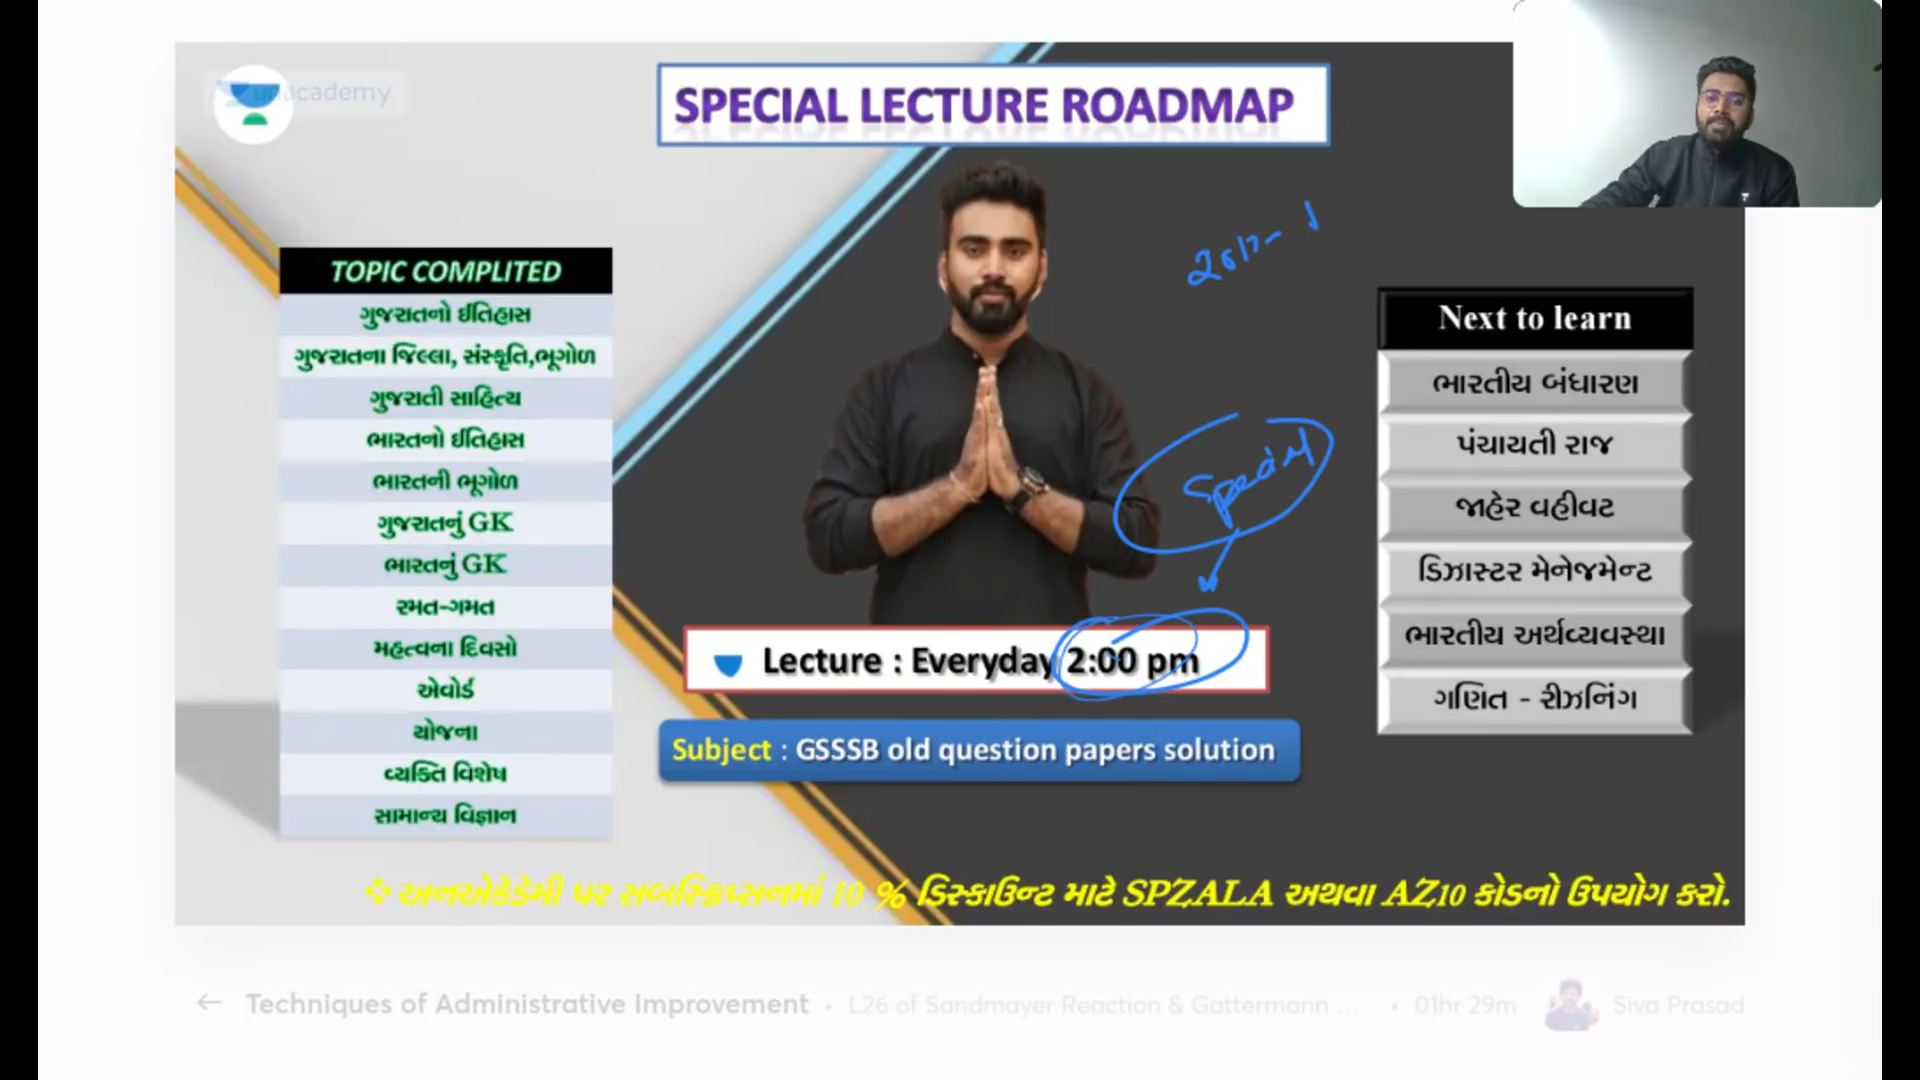 unacademy
SPECIAL LECTURE ROADMAP
TOPIC COMPLITED
ગુજરાતનો ઈતિહાસ
ગુજરાતના જિલ્લા, સંસ્કૃતિ,ભૂગોળ
ગુજરાતી સાહિત્ય
ભારતનો ઈતિહાસ
ભારતની ભૂગોળ
ગુજરાતનું GK
ભારતનું GK
રમત-ગમત
મહત્વના દિવસો
એવોર્ડ
યોજના
વ્યક્તિ વિશેષ
સામાન્ય વિજ્ઞાન
Special
Lecture : Everyday 2:00 pm
Subject : GSSSB old question papers solution
Next to learn
ભારતીય બંધારણ
પંચાયતી રાજ
જાહેર વહીવટ
ડિઝાસ્ટર મેનેજમેન્ટ
ભારતીય અર્થવ્યવસ્થા
ગણિત - રીઝનિંગ
❖ અનએકેડેમી પર સબસ્ક્રિપ્સનમાં 10 % ડિસ્કાઉન્ટ માટે SPZALA અથવા AZ10 કોડનો ઉપયોગ કરો.
← Techniques of Administrative Improvement • L26 of Sandmayer Reaction & Gattermann ... • 01hr 29m Siva Prasad